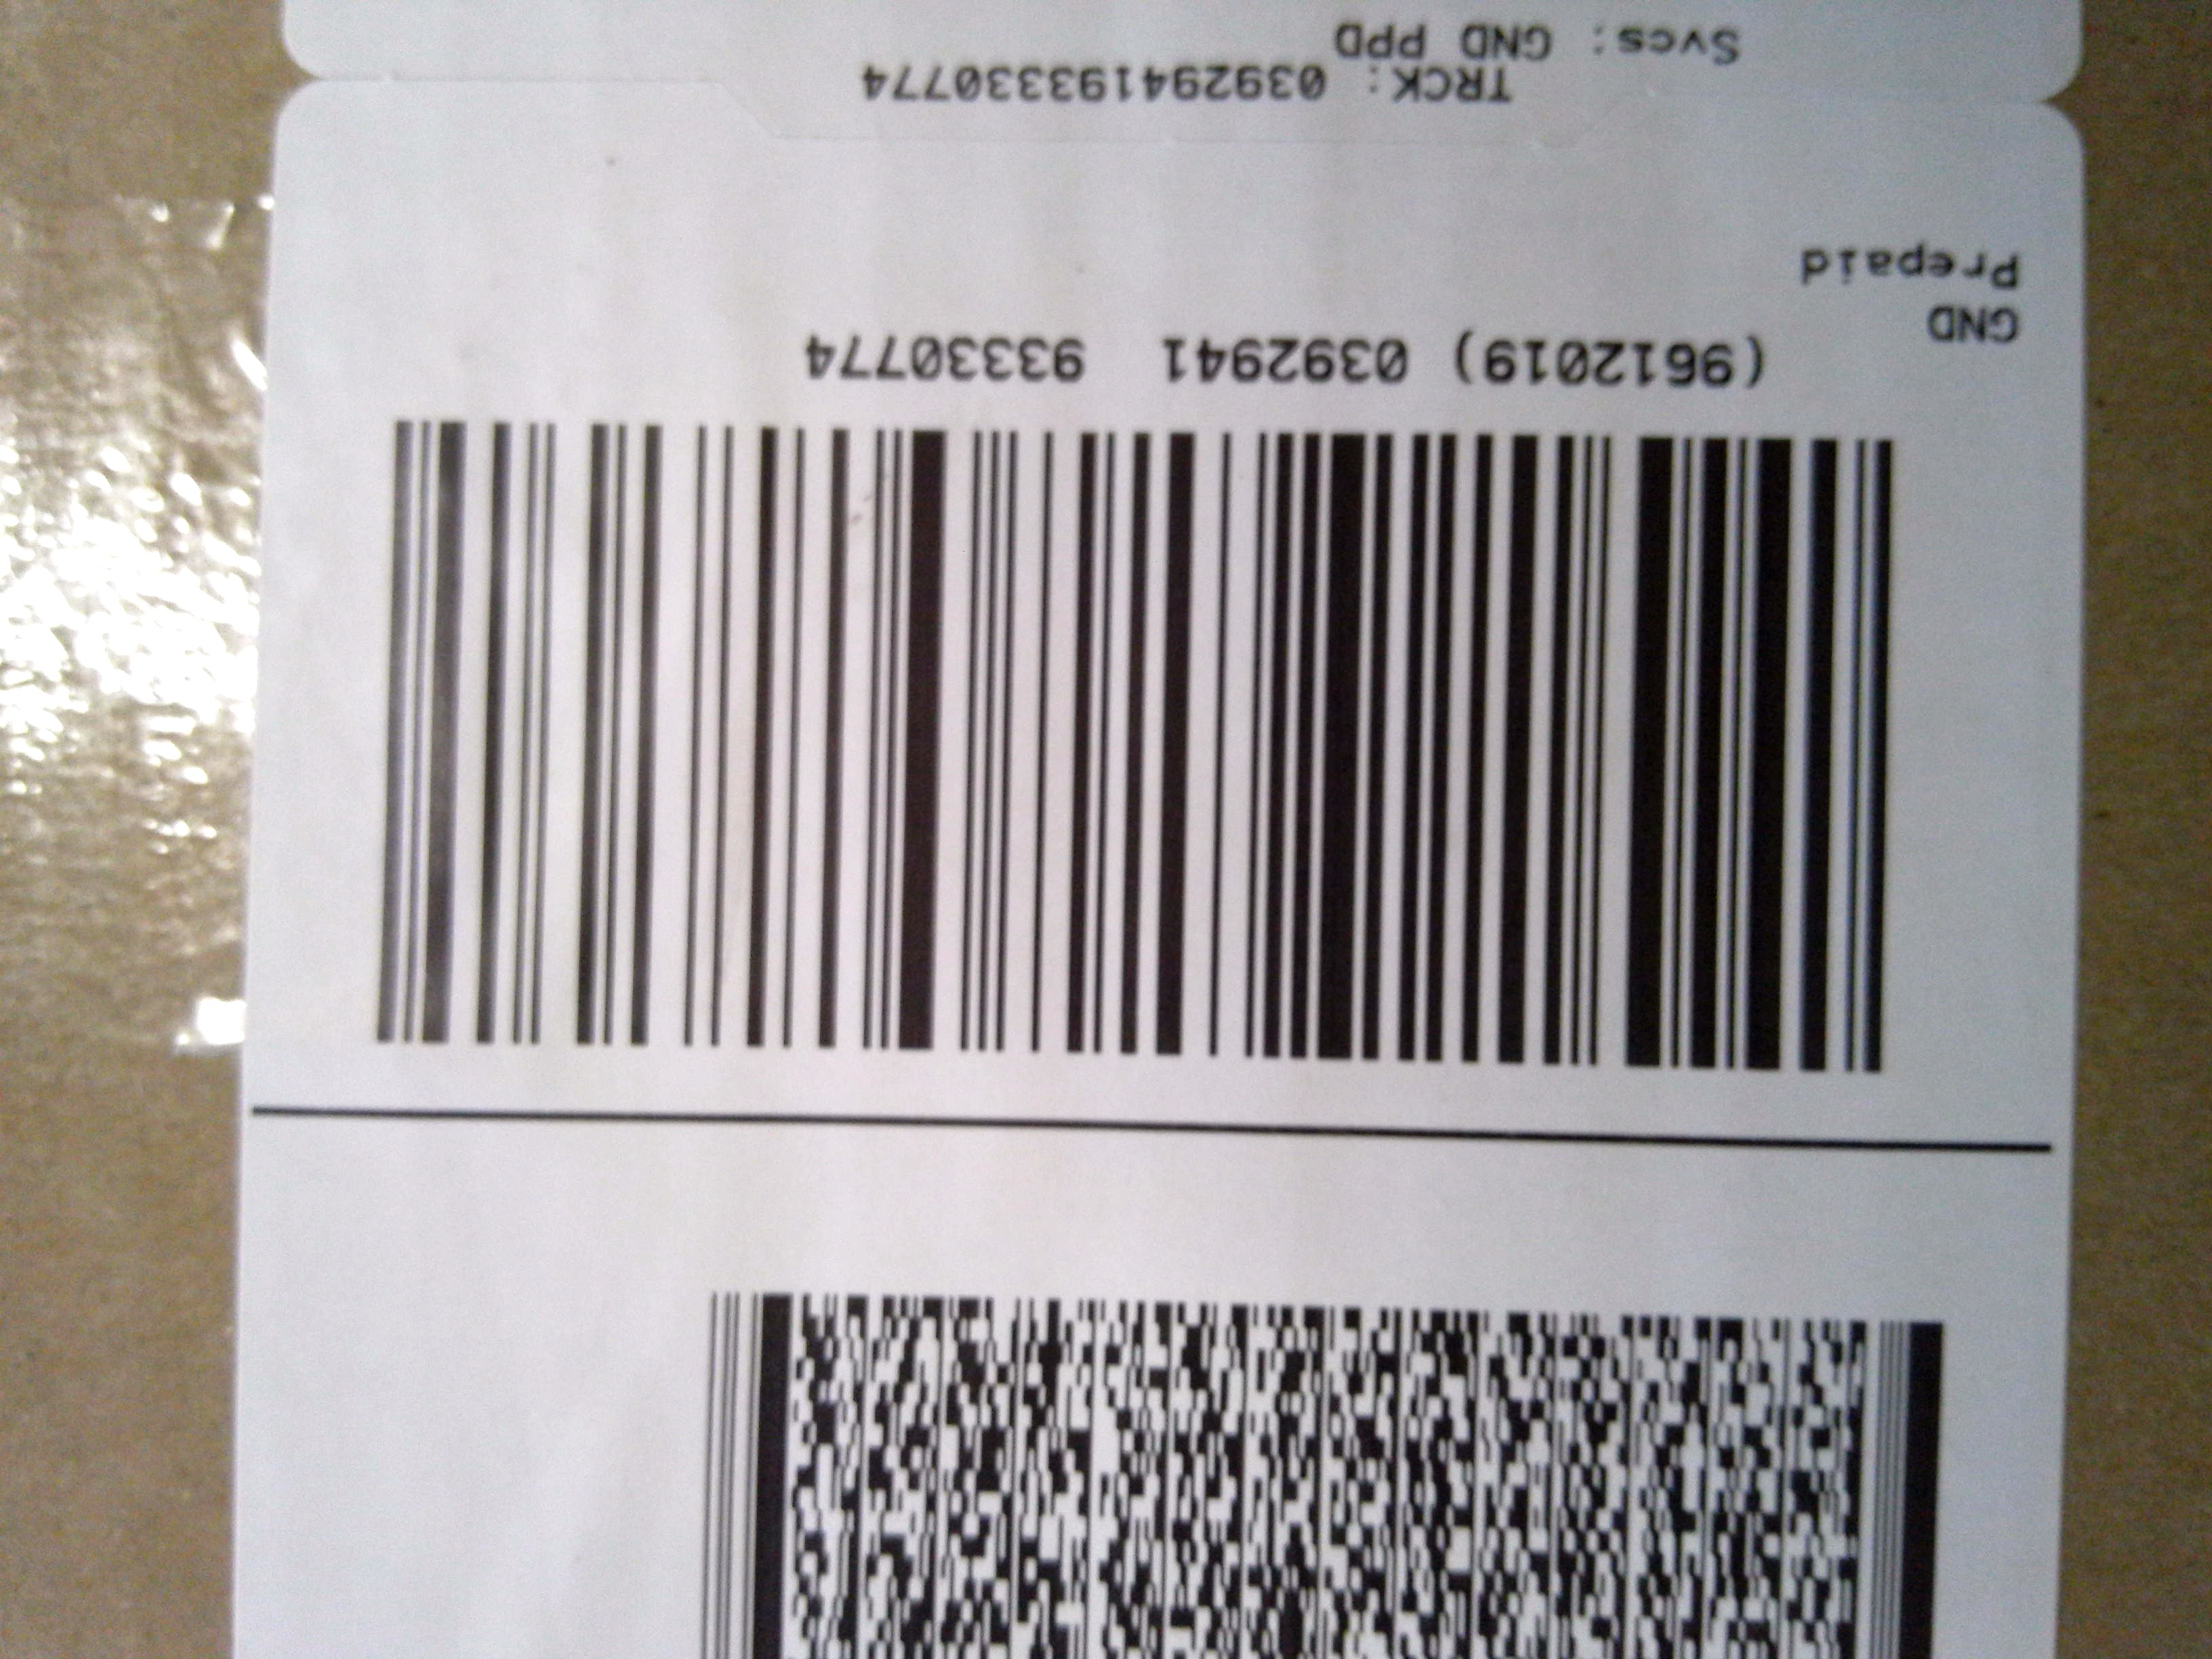 (9612019) 0392941 93330774
GND
Prepaid
TRCK: 039294193330774
Svcs: GND PPD